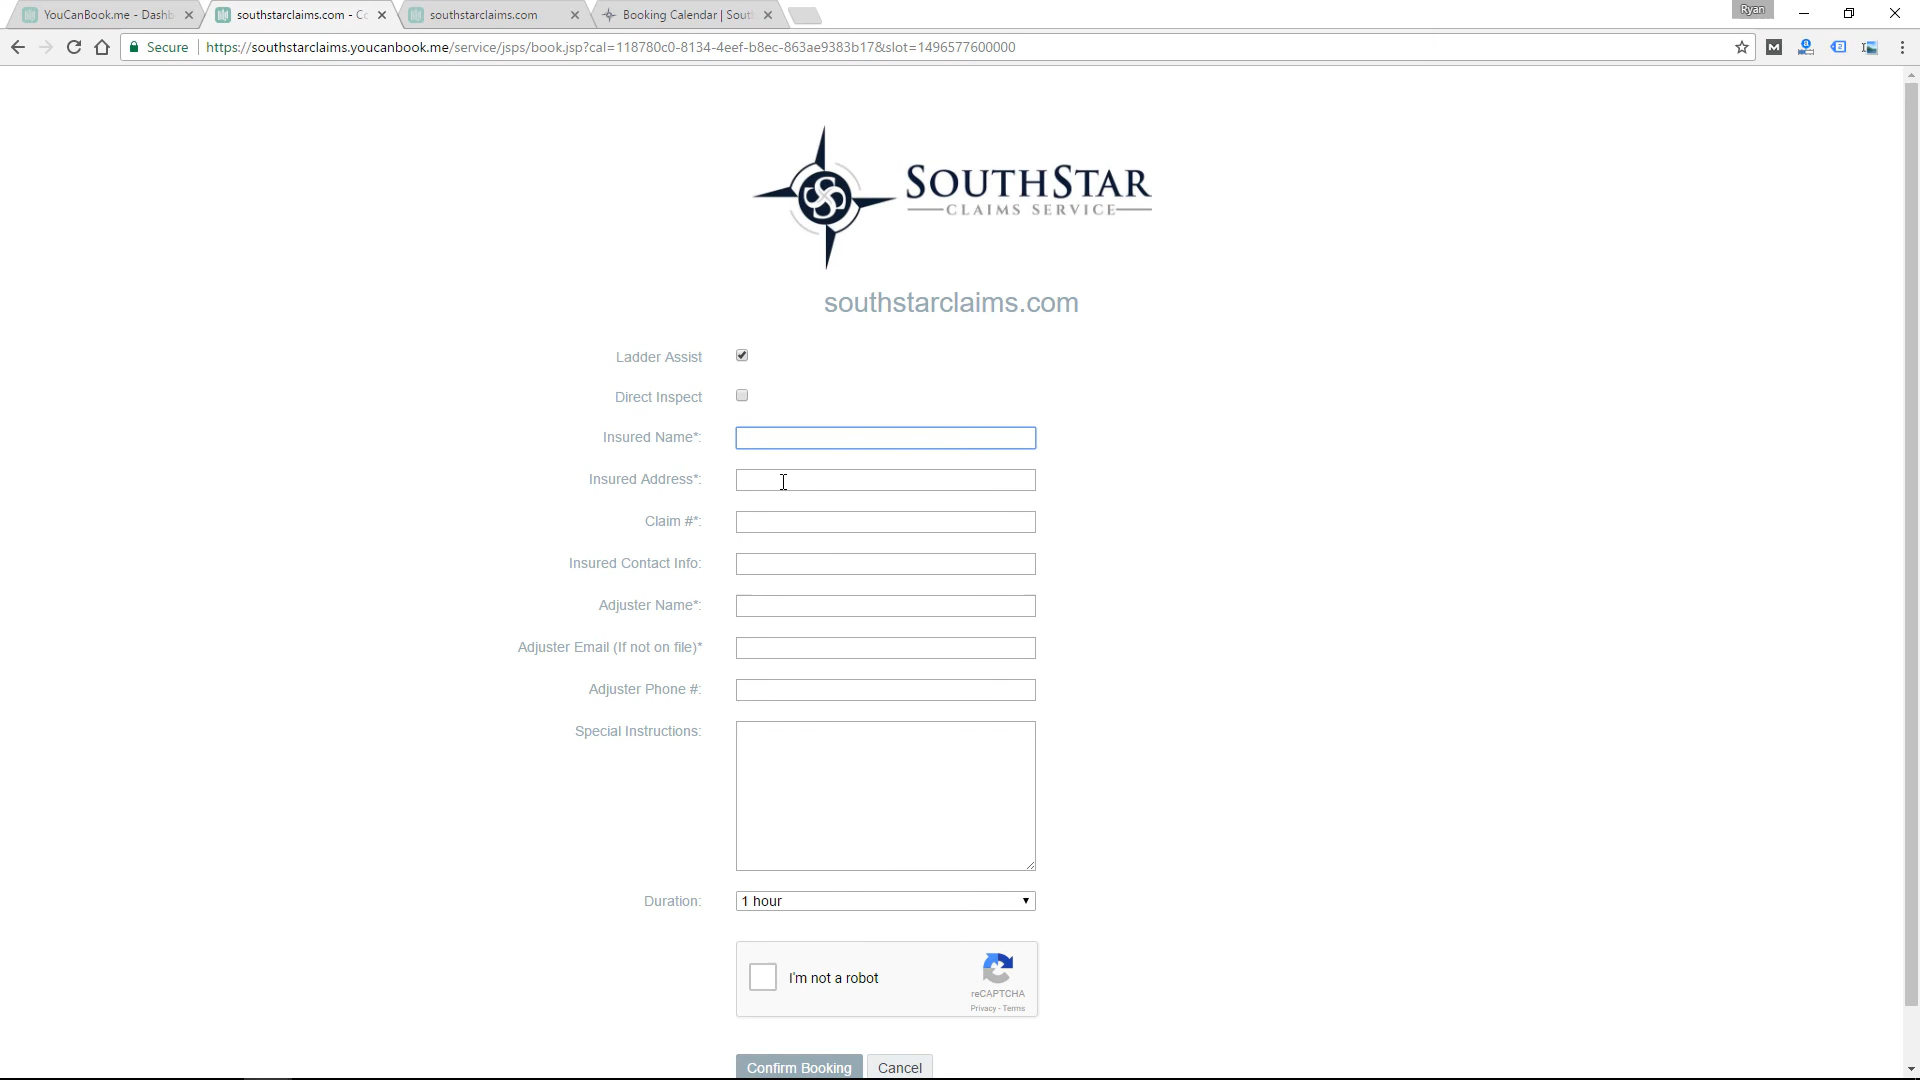 YouCanBook.me - Dashb
southstarclaims.com - Co
southstarclaims.com
Booking Calendar | Sout
Ryan
Secure
https://southstarclaims.youcanbook.me/service/jsps/book.jsp?cal=118780c0-8134-4eef-b8ec-863ae9383b17&slot=1496577600000
SOUTHSTAR
CLAIMS SERVICE
southstarclaims.com
Ladder Assist
Direct Inspect
Insured Name*:
Insured Address*:
Claim #*:
Insured Contact Info:
Adjuster Name*:
Adjuster Email (If not on file)*
Adjuster Phone #:
Special Instructions:
Duration: 1 hour
I'm not a robot
reCAPTCHA
Privacy - Terms
Confirm Booking Cancel